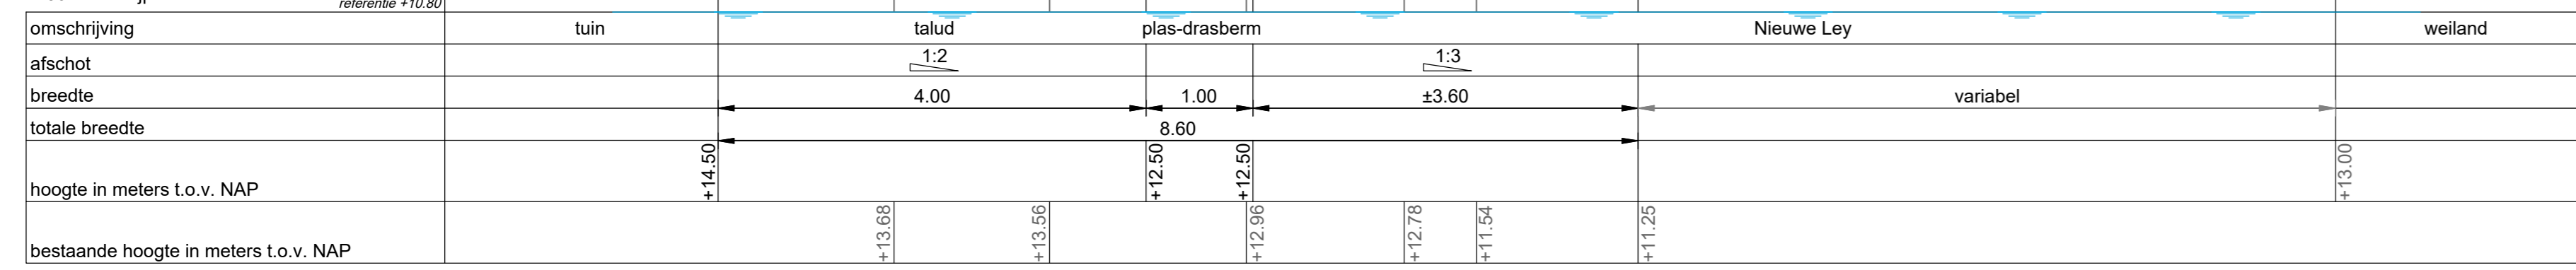 referentie +10.80
omschrijving tuin talud plas-drasberm Nieuwe Ley weiland
afschot 1:2 1:3
breedte 4.00 1.00 ±3.60 variabel
totale breedte 8.60
hoogte in meters t.o.v. NAP +14.50 +12.50 +12.50 +13.00
bestaande hoogte in meters t.o.v. NAP +13.68 +13.56 +12.96 +12.78 +11.54 +11.25